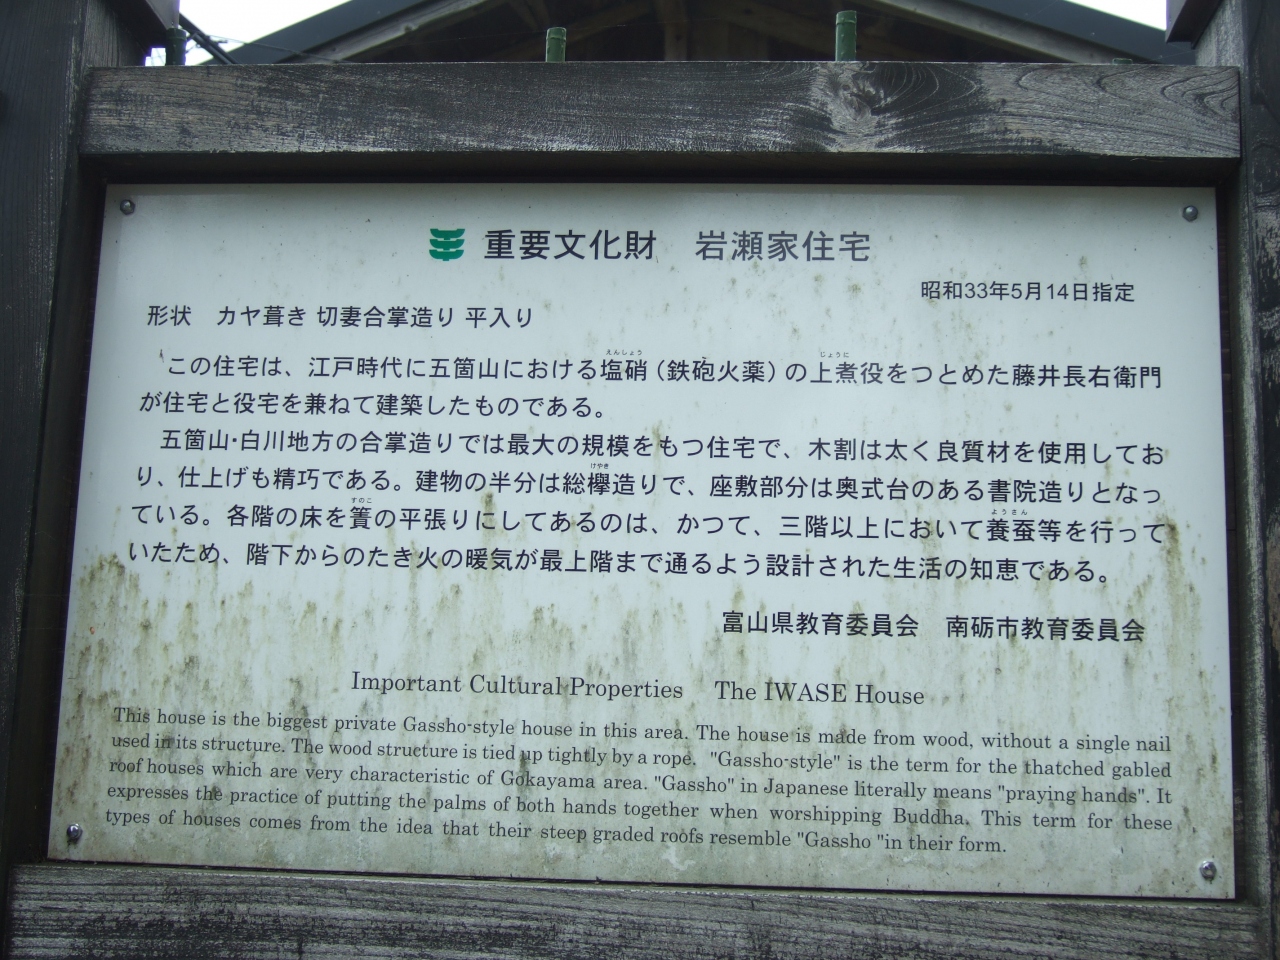 重要文化財　岩瀬家住宅
昭和33年5月14日指定
形状　カヤ葺き 切妻合掌造り 平入り
この住宅は、江戸時代に五箇山における塩硝（鉄砲火薬）の上煮役をつとめた藤井長右衛門
が住宅と役宅を兼ねて建築したものである。
五箇山・白川地方の合掌造りでは最大の規模をもつ住宅で、木割は太く良質材を使用してお
り、仕上げも精巧である。建物の半分は総欅造りで、座敷部分は奥式台のある書院造りとなっ
ている。各階の床を簀の平張りにしてあるのは、かつて、三階以上において養蚕等を行って
いたため、階下からのたき火の暖気が最上階まで通るよう設計された生活の知恵である。
富山県教育委員会　南砺市教育委員会
Important Cultural Properties The IWASE House
This house is the biggest private Gassho-style house in this area. The house is made from wood, without a single nail
used in its structure. The wood structure is tied up tightly by a rope. "Gassho-style" is the term for the thatched gabled
roof houses which are very characteristic of Gokayama area. "Gassho" in Japanese literally means "praying hands". It
expresses the practice of putting the palms of both hands together when worshipping Buddha. This term for these
types of houses comes from the idea that their steep graded roofs resemble "Gassho "in their form.